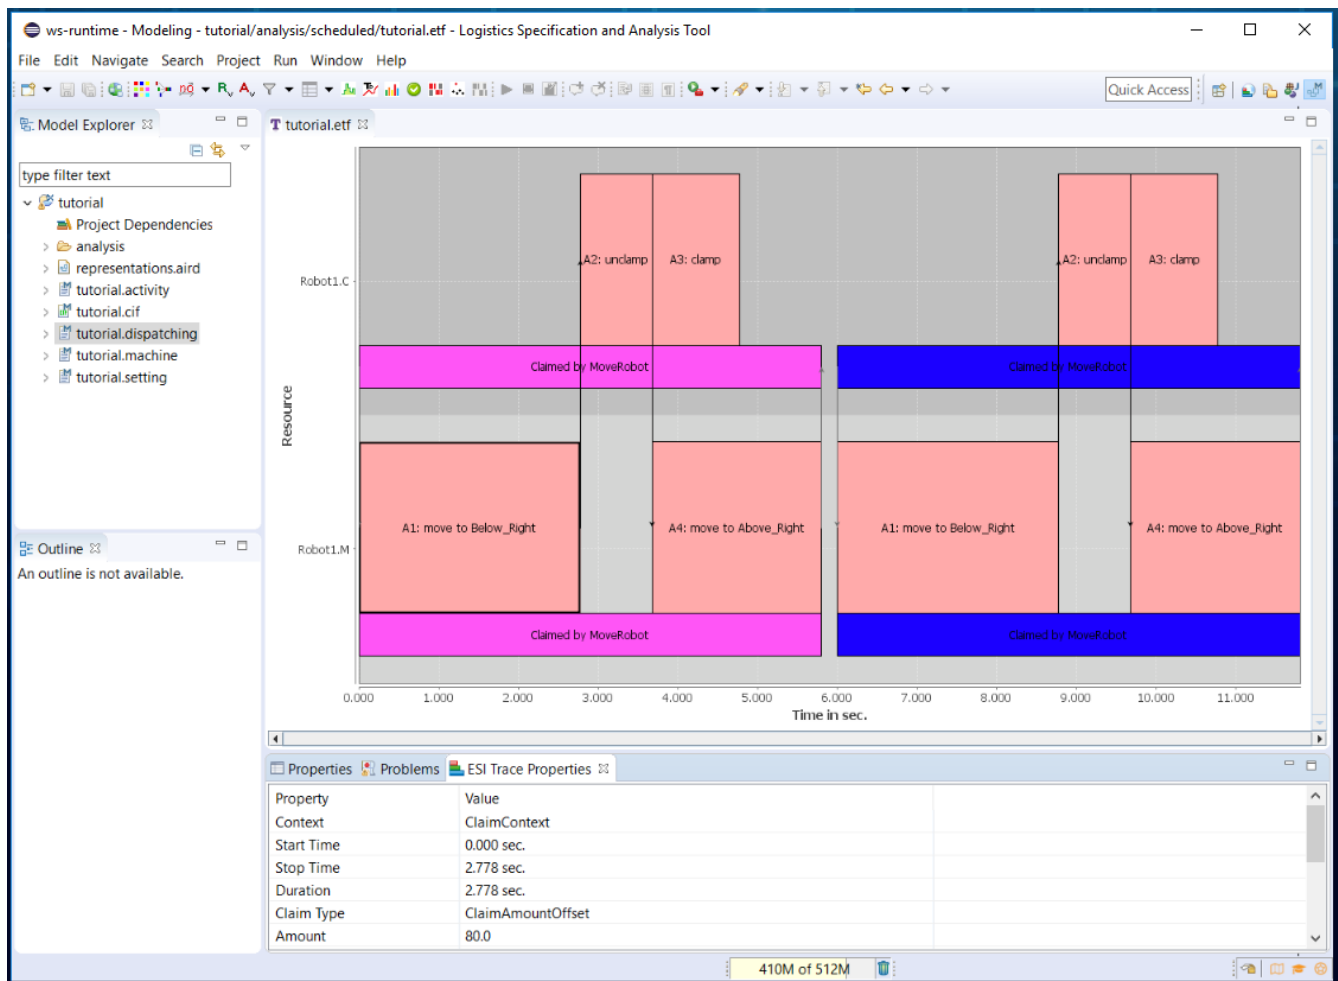 ws-runtime - Modeling - tutorial/analysis/scheduled/tutorial.etf - Logistics Specification and Analysis Tool
File Edit Navigate Search Project Run Window Help
Quick Access
Model Explorer
type filter text
tutorial
Project Dependencies
analysis
representations.aird
tutorial.activity
tutorial.cif
tutorial.dispatching
tutorial.machine
tutorial.setting
Outline
An outline is not available.
tutorial.etf
A2: unclamp A3: clamp A2: unclamp A3: clamp
Robot1.C
Claimed by MoveRobot Claimed by MoveRobot
Resource
A1: move to Below_Right A4: move to Above_Right A1: move to Below_Right A4: move to Above_Right
Robot1.M
Claimed by MoveRobot Claimed by MoveRobot
0.000 1.000 2.000 3.000 4.000 5.000 6.000 7.000 8.000 9.000 10.000 11.000
Time in sec.
Properties Problems ESI Trace Properties
Property Value
Context ClaimContext
Start Time 0.000 sec.
Stop Time 2.778 sec.
Duration 2.778 sec.
Claim Type ClaimAmountOffset
Amount 80.0
410M of 512M